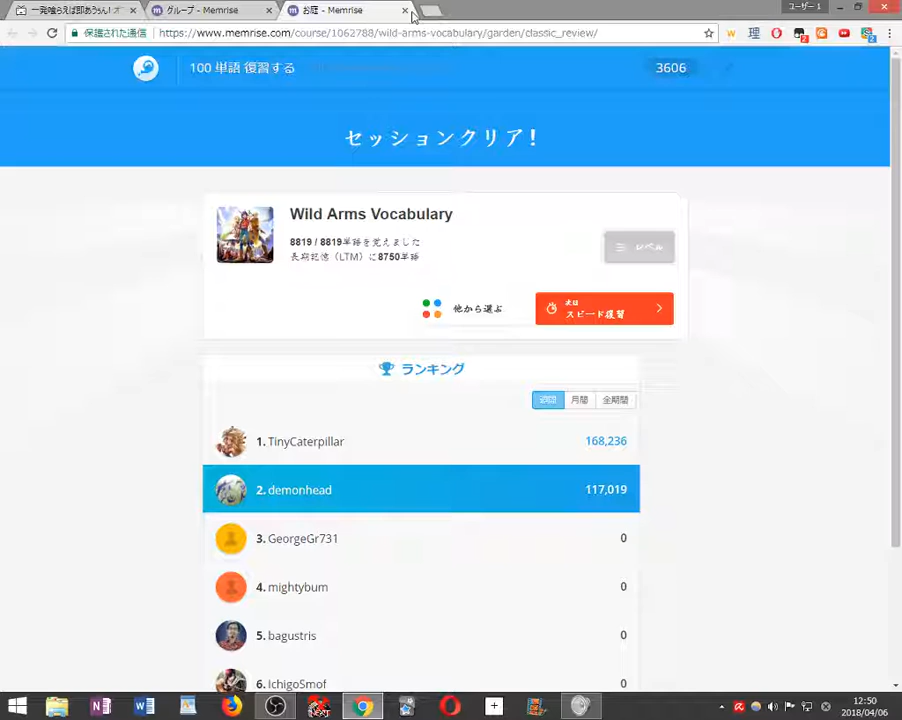 一発喰らえば即あうろん! オ
グループ - Memrise
お庭 - Memrise
ユーザー 1
保護された通信
https://www.memrise.com/course/1062788/wild-arms-vocabulary/garden/classic_review/
100 単語 復習する
3606
セッションクリア!
Wild Arms Vocabulary
8819 / 8819単語を覚えました
長期記憶（LTM）に8750単語
レベル
他から選ぶ
次は
スピード復習
ランキング
週間 月間 全期間
1. TinyCaterpillar 168,236
2. demonhead 117,019
3. GeorgeGr731 0
4. mightybum 0
5. bagustris 0
6. IchigoSmof 0
12:50
2018/04/06